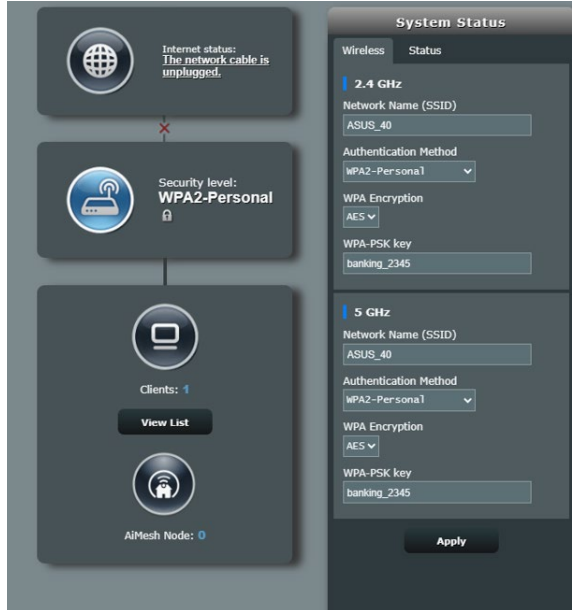 Internet status:
The network cable is
unplugged.
Security level:
WPA2-Personal
Clients: 1
View List
AiMesh Node: 0
System Status
Wireless Status
2.4 GHz
Network Name (SSID)
ASUS_40
Authentication Method
WPA2-Personal
WPA Encryption
AES
WPA-PSK key
banking_2345
5 GHz
Network Name (SSID)
ASUS_40
Authentication Method
WPA2-Personal
WPA Encryption
AES
WPA-PSK key
banking_2345
Apply